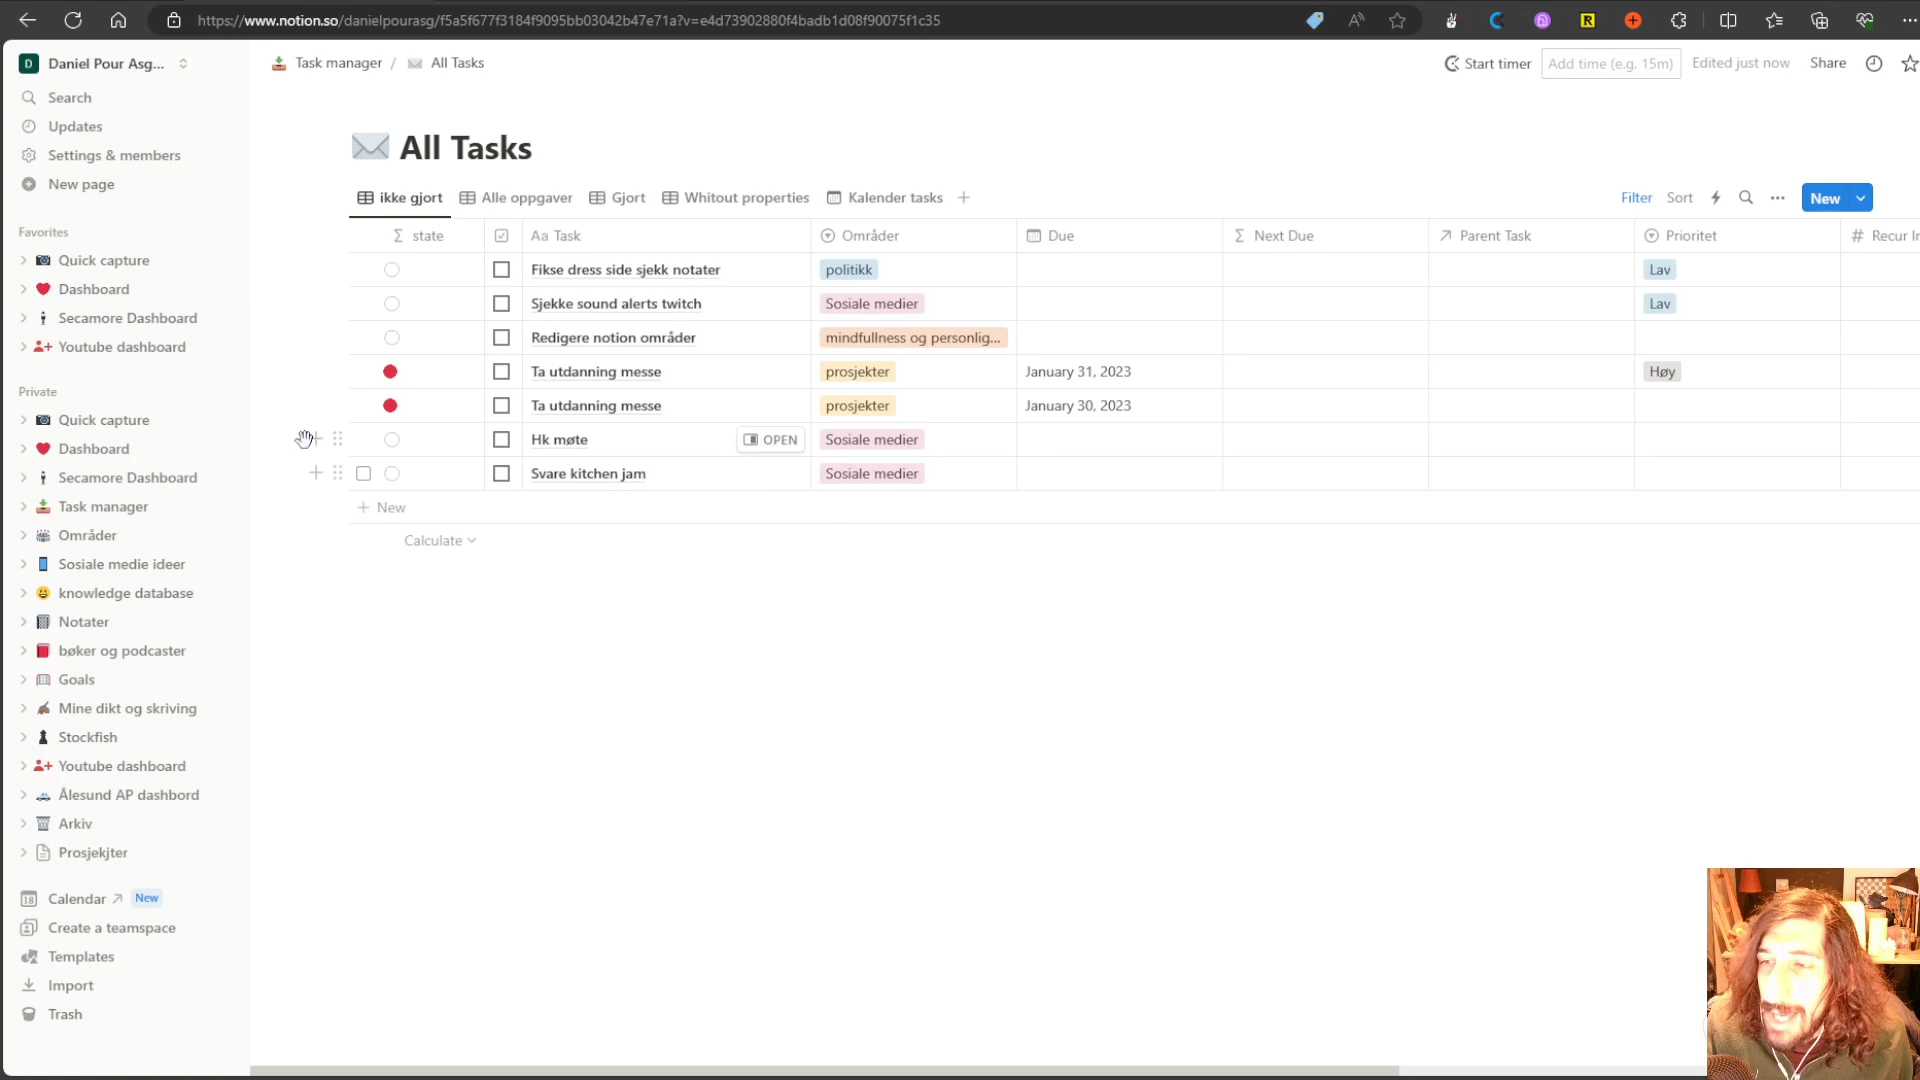 https://www.notion.so/danielpourasg/f5a5f677f3184f9095bb03042b47e71a?v=e4d73902880f4badb1d08f90075f1c35
D Daniel Pour Asg...
Search
Updates
Settings & members
New page
Favorites
Quick capture
Dashboard
Secamore Dashboard
Youtube dashboard
Private
Quick capture
Dashboard
Secamore Dashboard
Task manager
Områder
Sosiale medie ideer
knowledge database
Notater
bøker og podcaster
Goals
Mine dikt og skriving
Stockfish
Youtube dashboard
Ålesund AP dashbord
Arkiv
Prosjekjter
18 Calendar New
Create a teamspace
Templates
Import
Trash
Task manager / All Tasks
Start timer Add time (e.g. 15m) Edited just now Share
All Tasks
ikke gjort Alle oppgaver Gjort Whitout properties Kalender tasks
Filter Sort New
Σ state Aa Task Områder Due Σ Next Due Parent Task Prioritet # Recur In
Fikse dress side sjekk notater politikk Lav
Sjekke sound alerts twitch Sosiale medier Lav
Redigere notion områder mindfullness og personlig...
Ta utdanning messe prosjekter January 31, 2023 Høy
Ta utdanning messe prosjekter January 30, 2023
Hk møte OPEN Sosiale medier
Svare kitchen jam Sosiale medier
+ New
Calculate